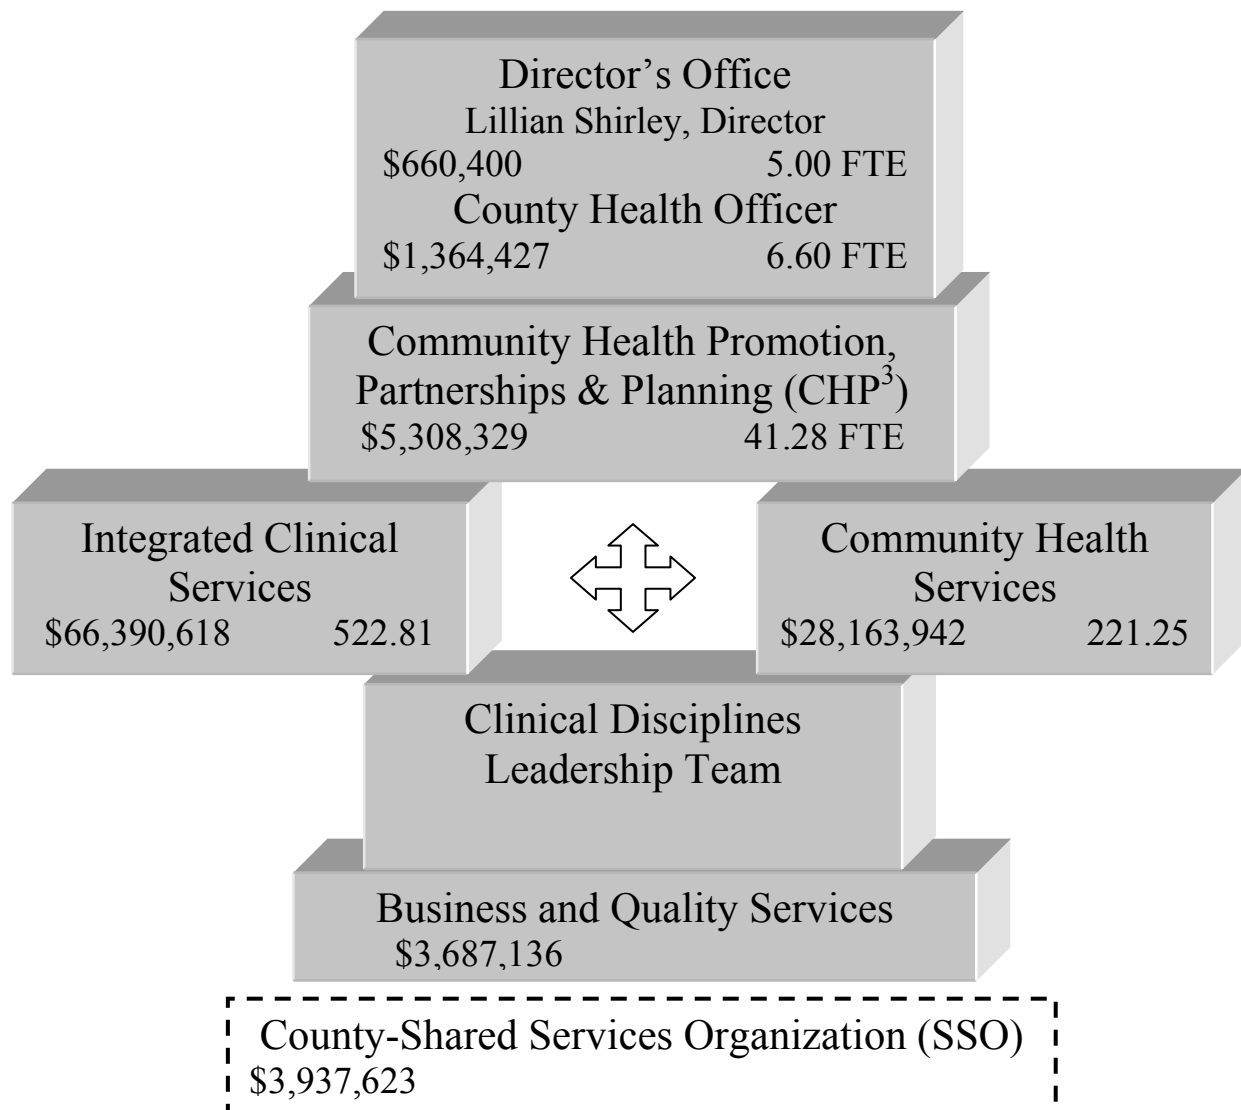 Director’s Office
Lillian Shirley, Director
$660,400 5.00 FTE
County Health Officer
$1,364,427 6.60 FTE
Community Health Promotion,
Partnerships & Planning (CHP³)
$5,308,329 41.28 FTE
Integrated Clinical
Services
$66,390,618 522.81
Community Health
Services
$28,163,942 221.25
Clinical Disciplines
Leadership Team
Business and Quality Services
$3,687,136
County-Shared Services Organization (SSO)
$3,937,623